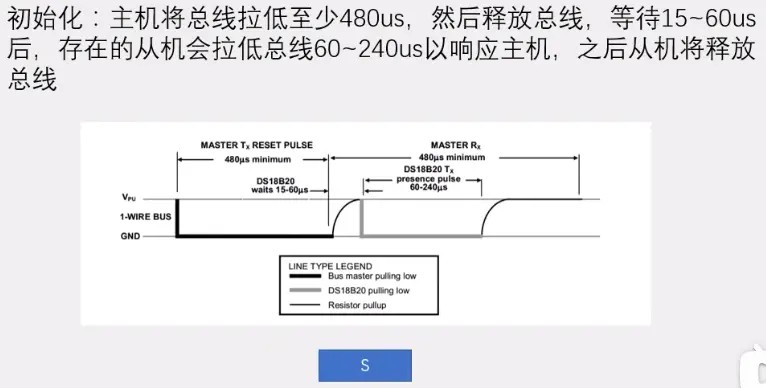 初始化：主机将总线拉低至少480us，然后释放总线，等待15~60us
后，存在的从机会拉低总线60~240us以响应主机，之后从机将释放
总线
MASTER TX RESET PULSE
480μs minimum
MASTER RX
480μs minimum
DS18B20
waits 15-60μs
DS18B20 TX
presence pulse
60-240μs
VPU
1-WIRE BUS
GND
LINE TYPE LEGEND
Bus master pulling low
DS18B20 pulling low
Resistor pullup
S